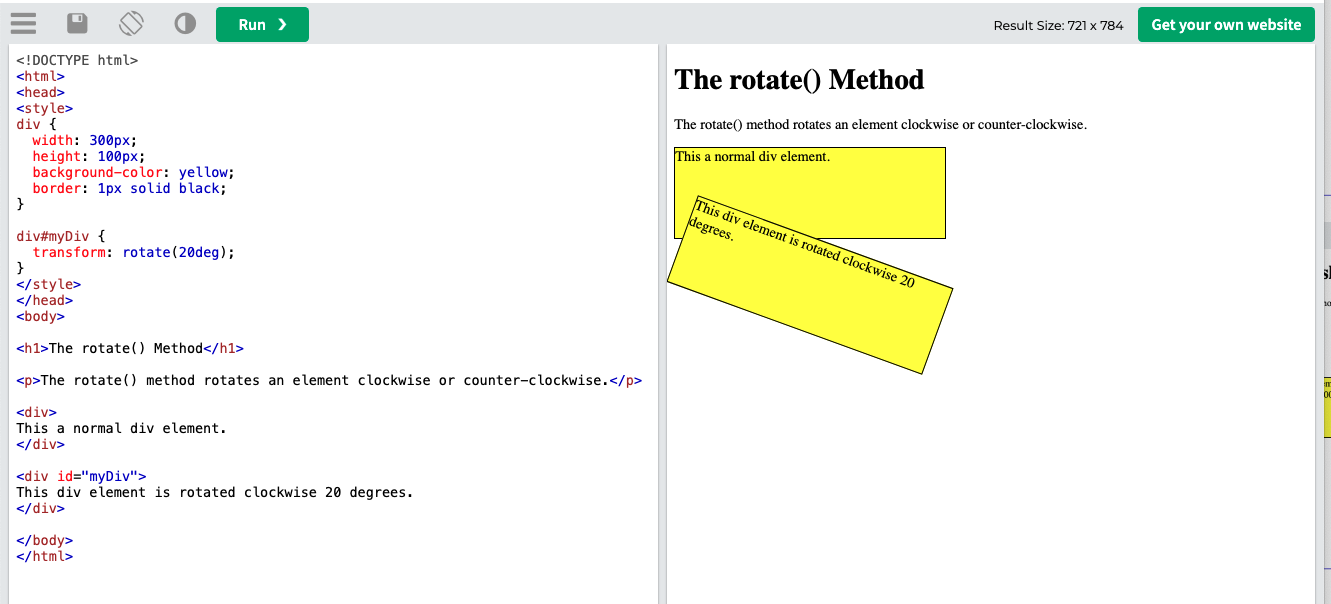 Run ❯
Result Size: 721 x 784
Get your own website
<!DOCTYPE html>
<html>
<head>
<style>
div {
  width: 300px;
  height: 100px;
  background-color: yellow;
  border: 1px solid black;
}

div#myDiv {
  transform: rotate(20deg);
}
</style>
</head>
<body>

<h1>The rotate() Method</h1>

<p>The rotate() method rotates an element clockwise or counter-clockwise.</p>

<div>
This a normal div element.
</div>

<div id="myDiv">
This div element is rotated clockwise 20 degrees.
</div>

</body>
</html>
The rotate() Method
The rotate() method rotates an element clockwise or counter-clockwise.
This a normal div element.
This div element is rotated clockwise 20
degrees.